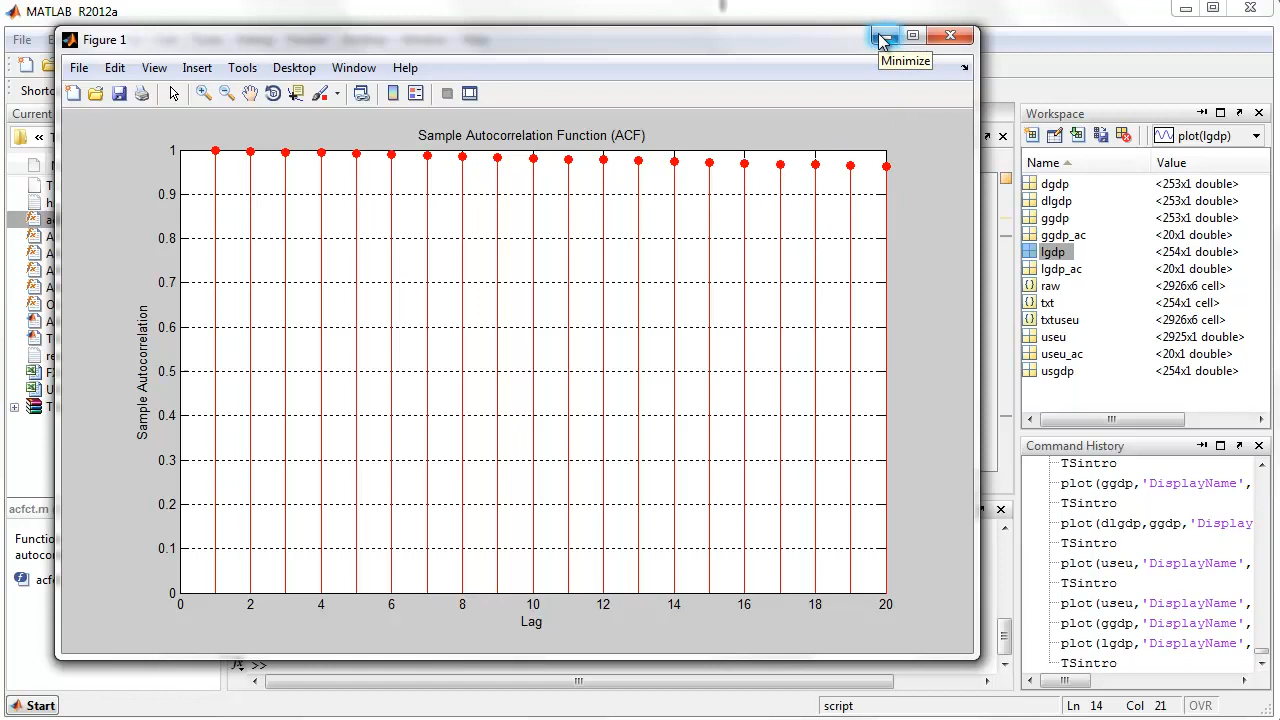 MATLAB R2012a
File
Figure 1
Minimize
File Edit View Insert Tools Desktop Window Help
Shorto
Current
«
Workspace
plot(lgdp)
Name Value
dgdp <253x1 double>
dlgdp <253x1 double>
ggdp <253x1 double>
ggdp_ac <20x1 double>
lgdp <254x1 double>
lgdp_ac <20x1 double>
raw <2926x6 cell>
txt <254x1 cell>
txtuseu <2926x6 cell>
useu <2925x1 double>
useu_ac <20x1 double>
usgdp <254x1 double>
Sample Autocorrelation Function (ACF)
1
0.9
0.8
0.7
0.6
0.5
0.4
0.3
0.2
0.1
0
Sample Autocorrelation
0 2 4 6 8 10 12 14 16 18 20
Lag
Command History
TSintro
plot(ggdp,'DisplayName',
TSintro
plot(dlgdp,ggdp,'Display
TSintro
plot(useu,'DisplayName',
TSintro
plot(useu,'DisplayName',
plot(ggdp,'DisplayName',
plot(lgdp,'DisplayName',
TSintro
acfct.m
Functio
autocor
acfc
fx >>
Start
script
Ln 14 Col 21 OVR